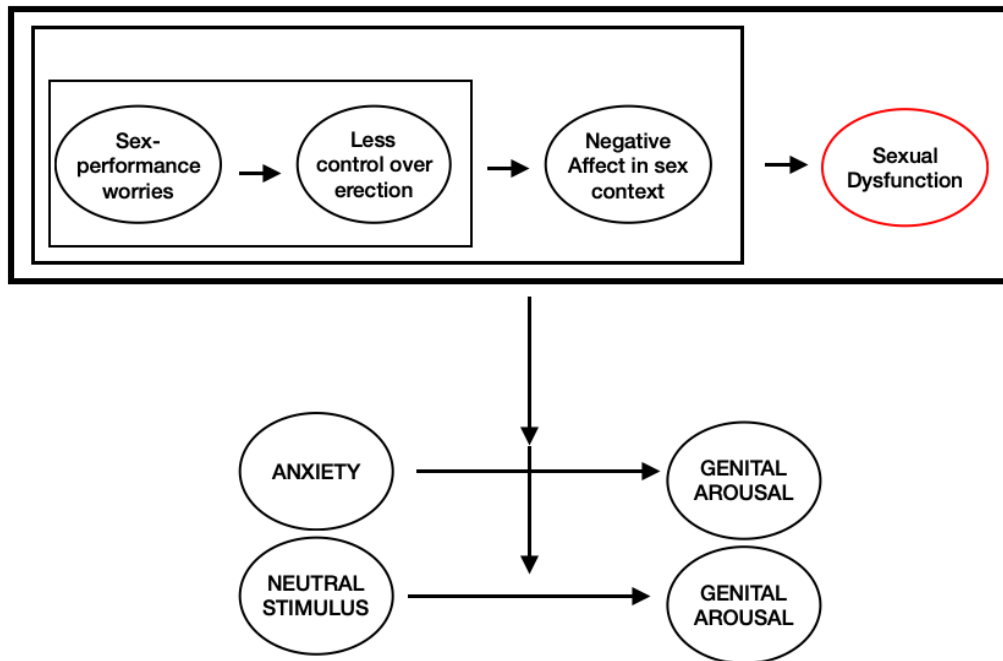 Sex-
performance
worries
Less
control over
erection
Negative
Affect in sex
context
Sexual
Dysfunction
ANXIETY
GENITAL
AROUSAL
NEUTRAL
STIMULUS
GENITAL
AROUSAL